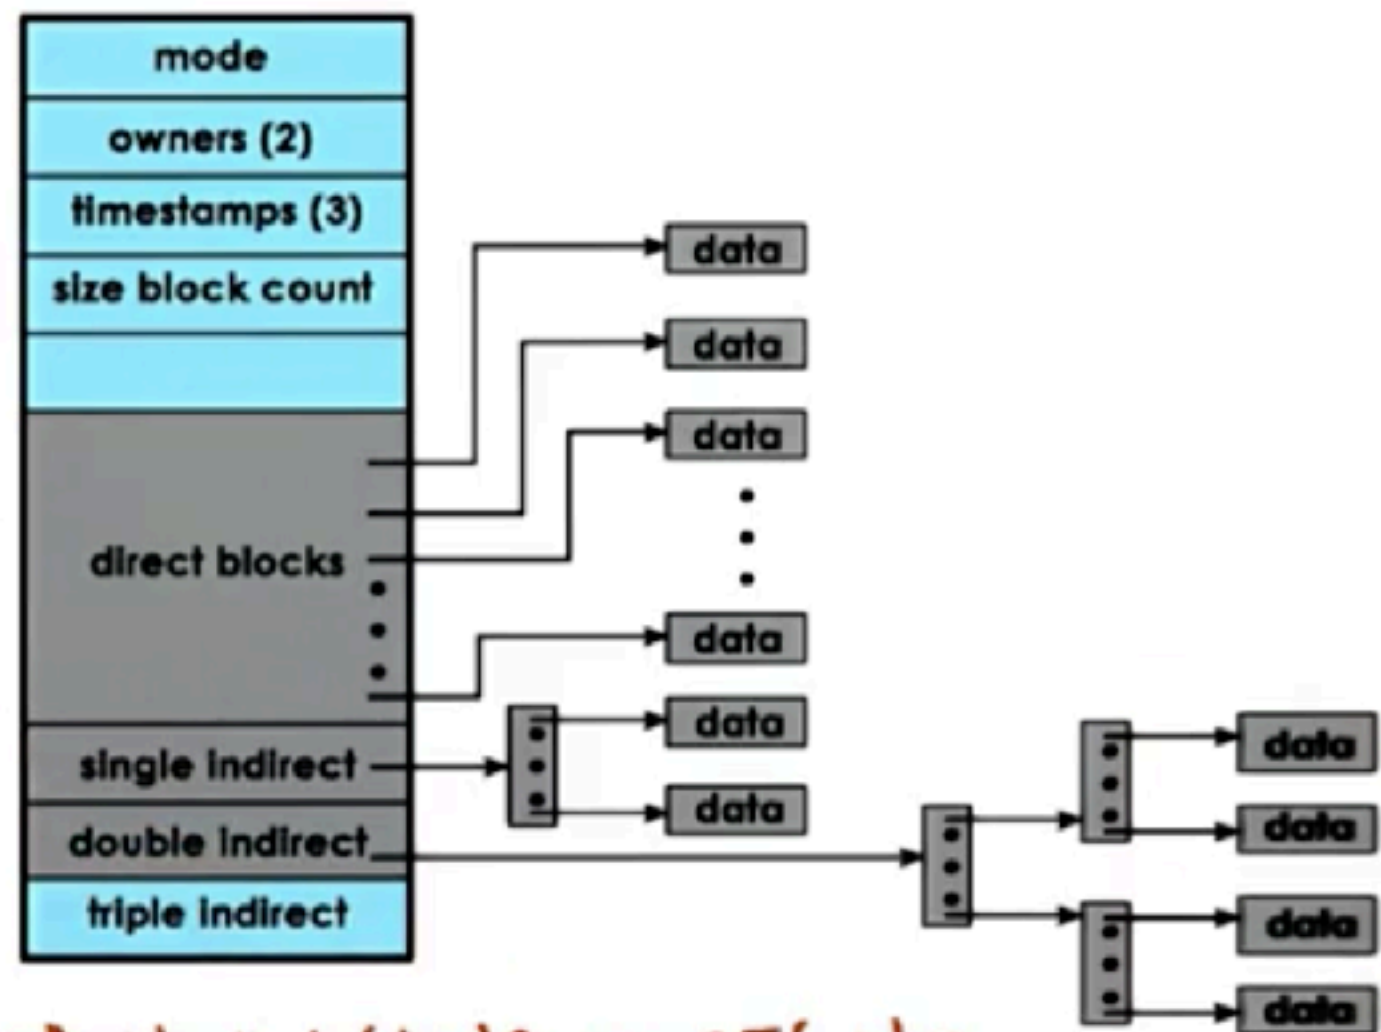 mode
owners (2)
timestamps (3)
size block count
direct blocks
single indirect
double indirect
triple indirect
data
data
data
data
data
data
data
data
data
data